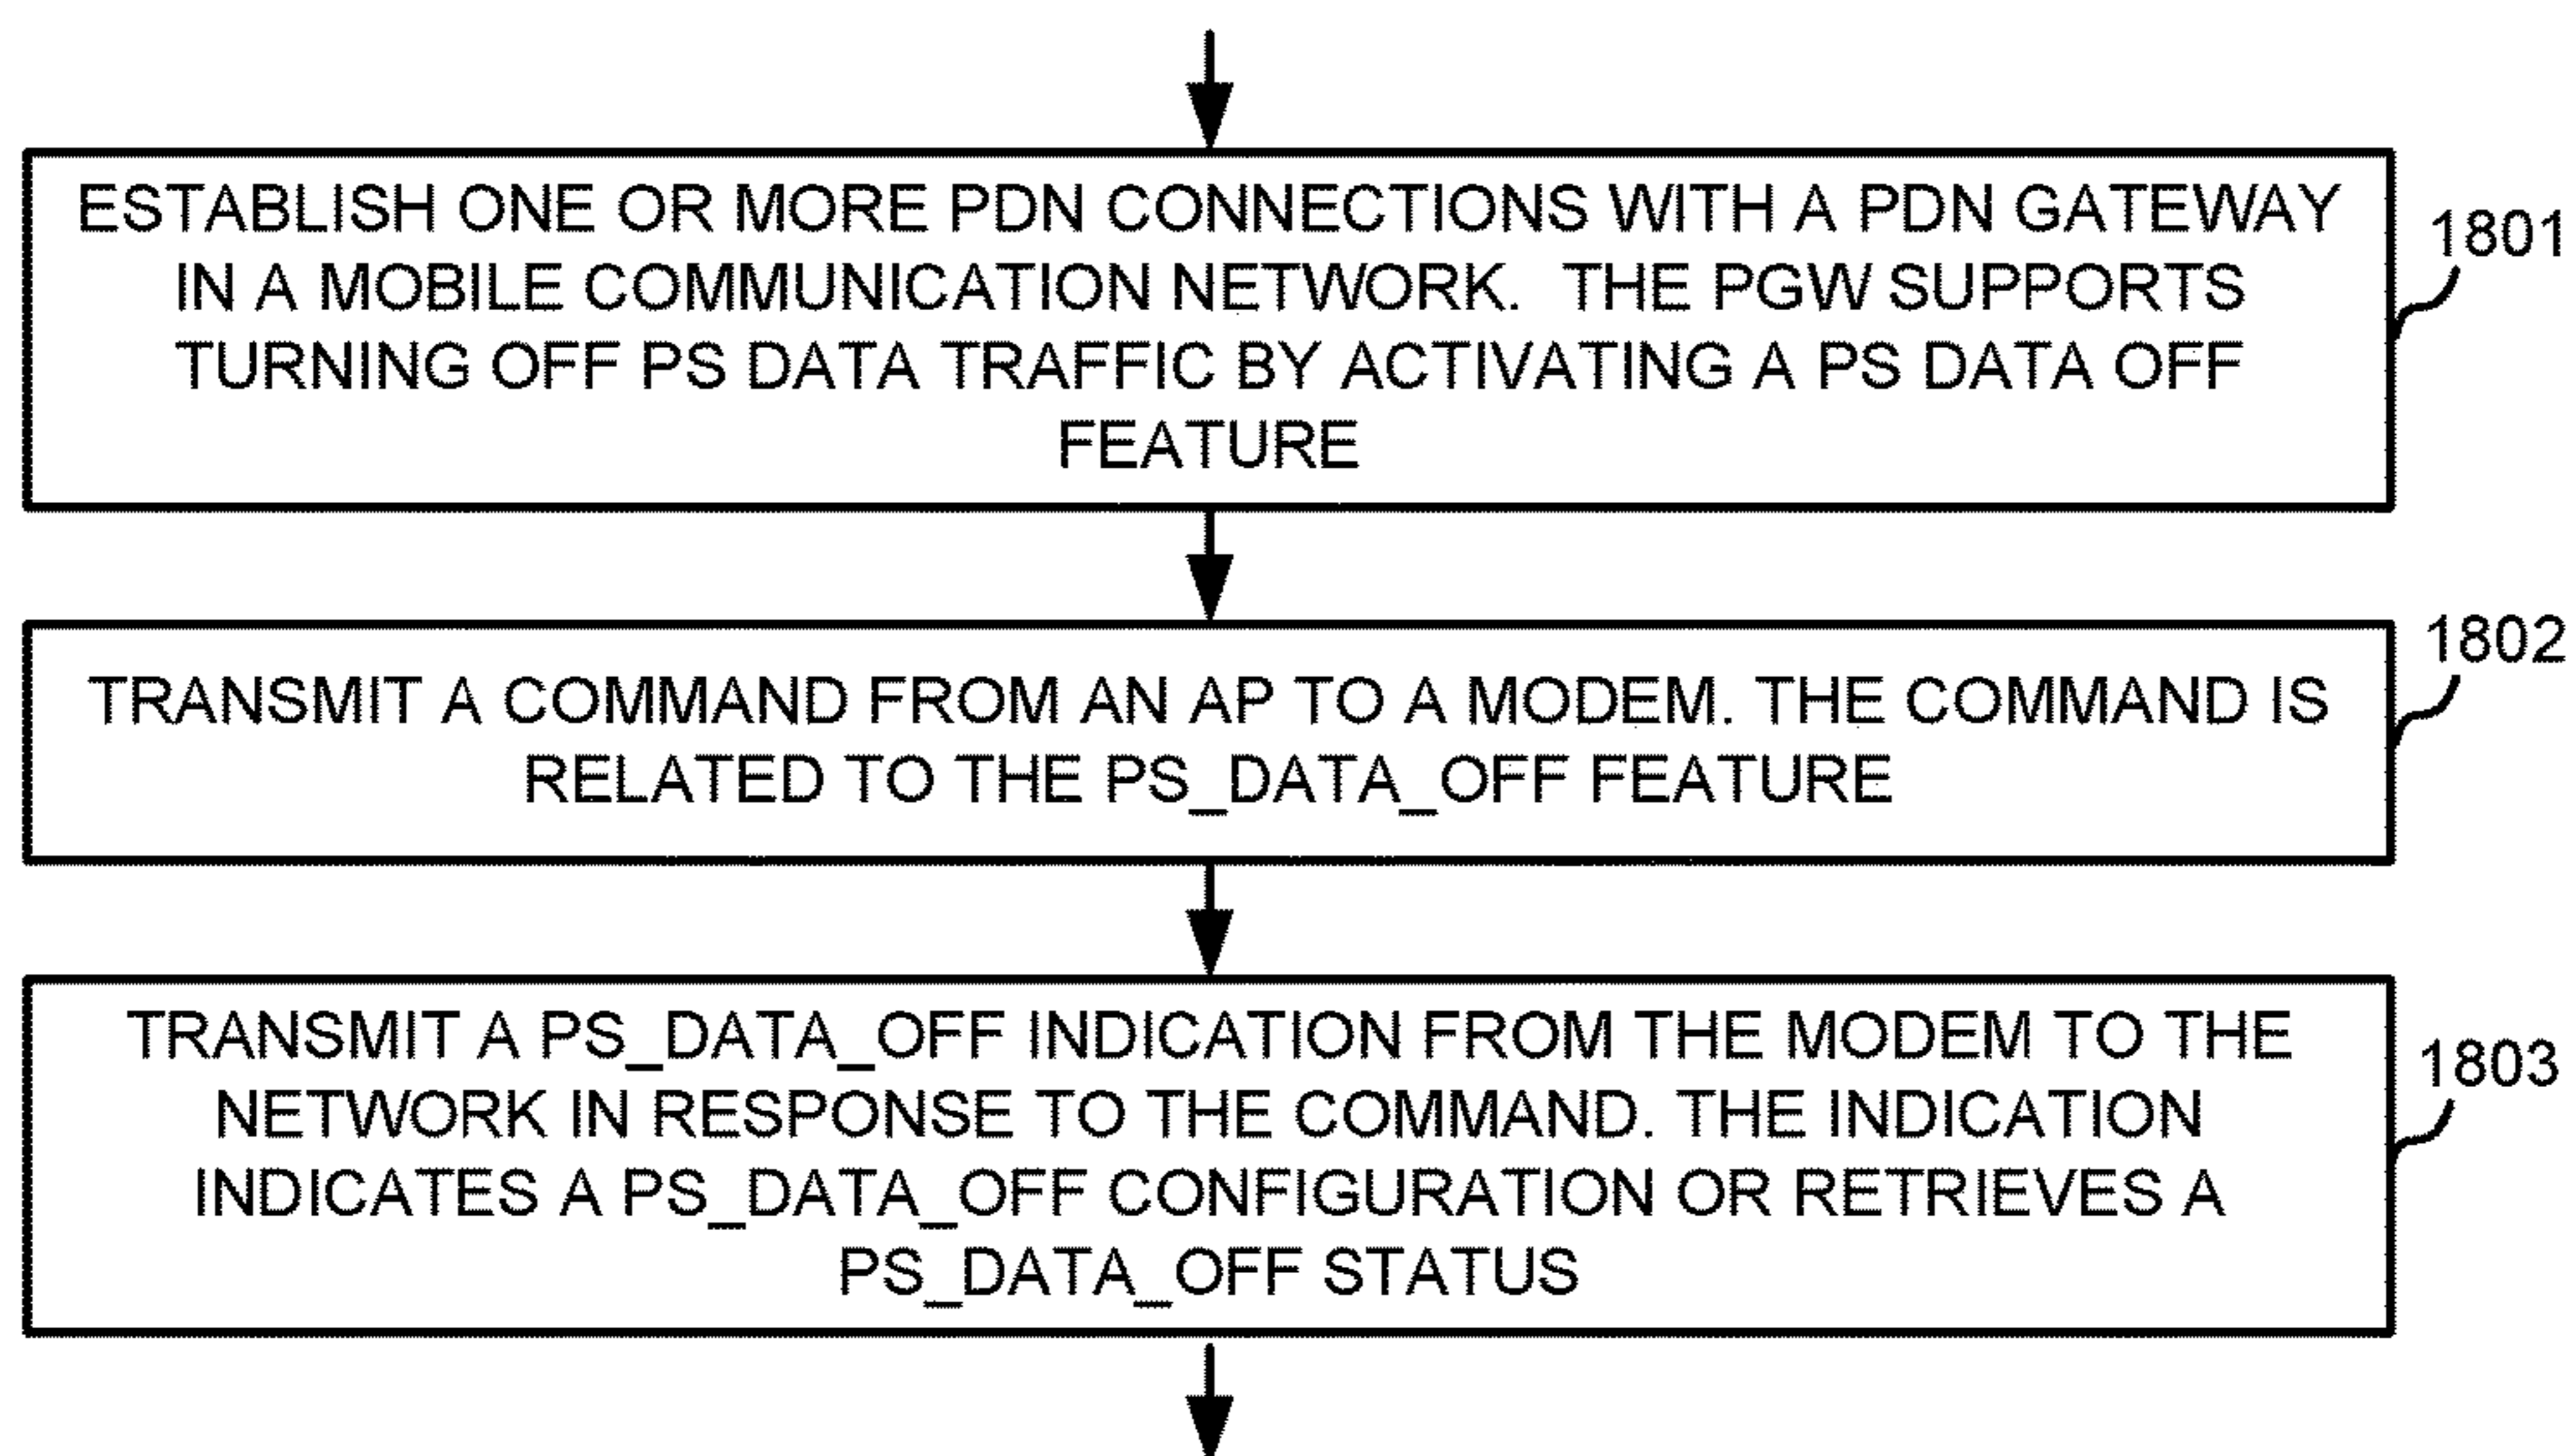 ESTABLISH ONE OR MORE PDN CONNECTIONS WITH A PDN GATEWAY
IN A MOBILE COMMUNICATION NETWORK. THE PGW SUPPORTS
TURNING OFF PS DATA TRAFFIC BY ACTIVATING A PS DATA OFF
FEATURE
1801
TRANSMIT A COMMAND FROM AN AP TO A MODEM. THE COMMAND IS
RELATED TO THE PS_DATA_OFF FEATURE
1802
TRANSMIT A PS_DATA_OFF INDICATION FROM THE MODEM TO THE
NETWORK IN RESPONSE TO THE COMMAND. THE INDICATION
INDICATES A PS_DATA_OFF CONFIGURATION OR RETRIEVES A
PS_DATA_OFF STATUS
1803